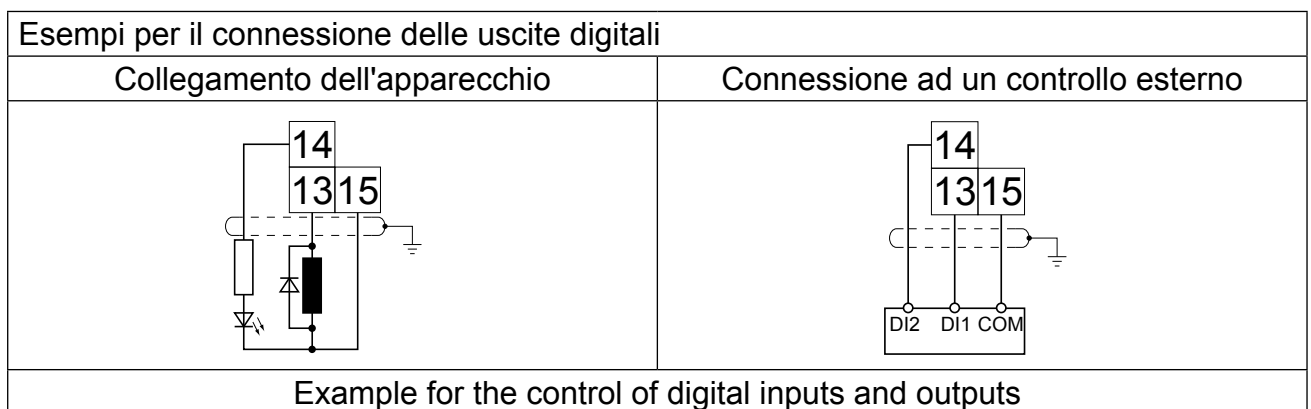 Esempi per il connessione delle uscite digitali
Collegamento dell'apparecchio
Connessione ad un controllo esterno
14
13 15
14
13 15
DI2 DI1 COM
Example for the control of digital inputs and outputs